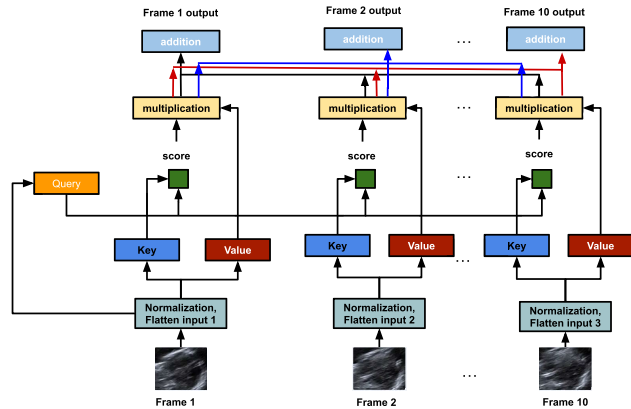 Frame 1 output
Frame 2 output
Frame 10 output
addition
addition
...
addition
multiplication
multiplication
...
multiplication
score
score
...
score
Query
...
Key
Value
Key
Value
...
Key
Value
Normalization,
Flatten input 1
Normalization,
Flatten input 2
Normalization,
Flatten input 3
...
Frame 1
Frame 2
Frame 10